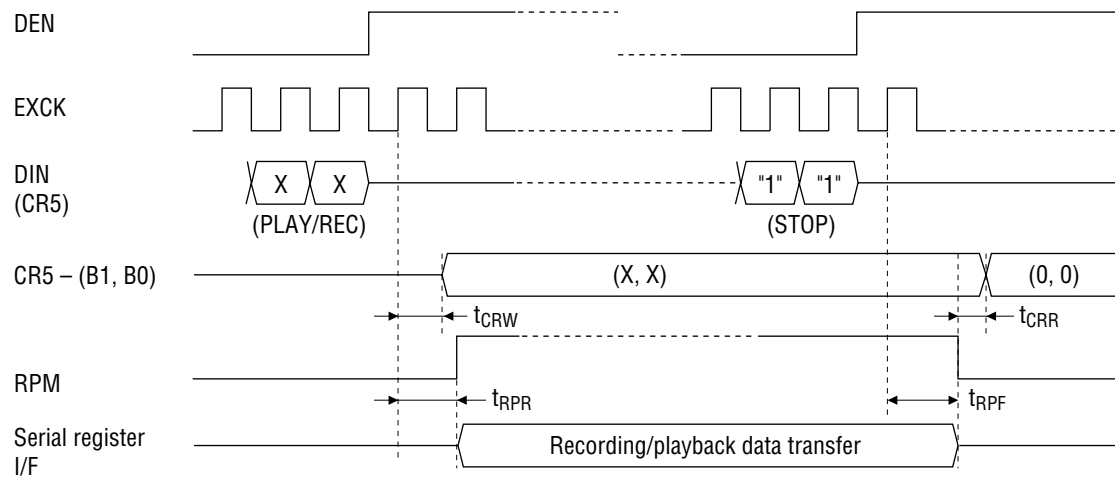 DEN
EXCK
DIN
(CR5)
X X "1" "1"
(PLAY/REC) (STOP)
CR5 – (B1, B0) (X, X) (0, 0)
tCRW tCRR
RPM
tRPR tRPF
Serial register
I/F
Recording/playback data transfer